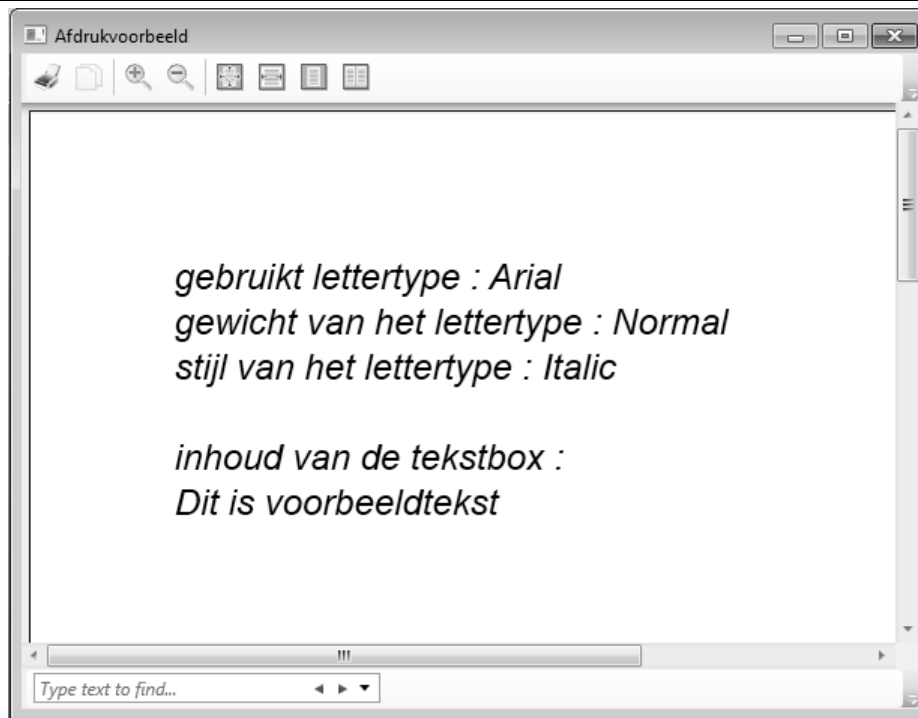 Afdrukvoorbeeld
gebruikt lettertype : Arial
gewicht van het lettertype : Normal
stijl van het lettertype : Italic
inhoud van de tekstbox :
Dit is voorbeeldtekst
Type text to find...